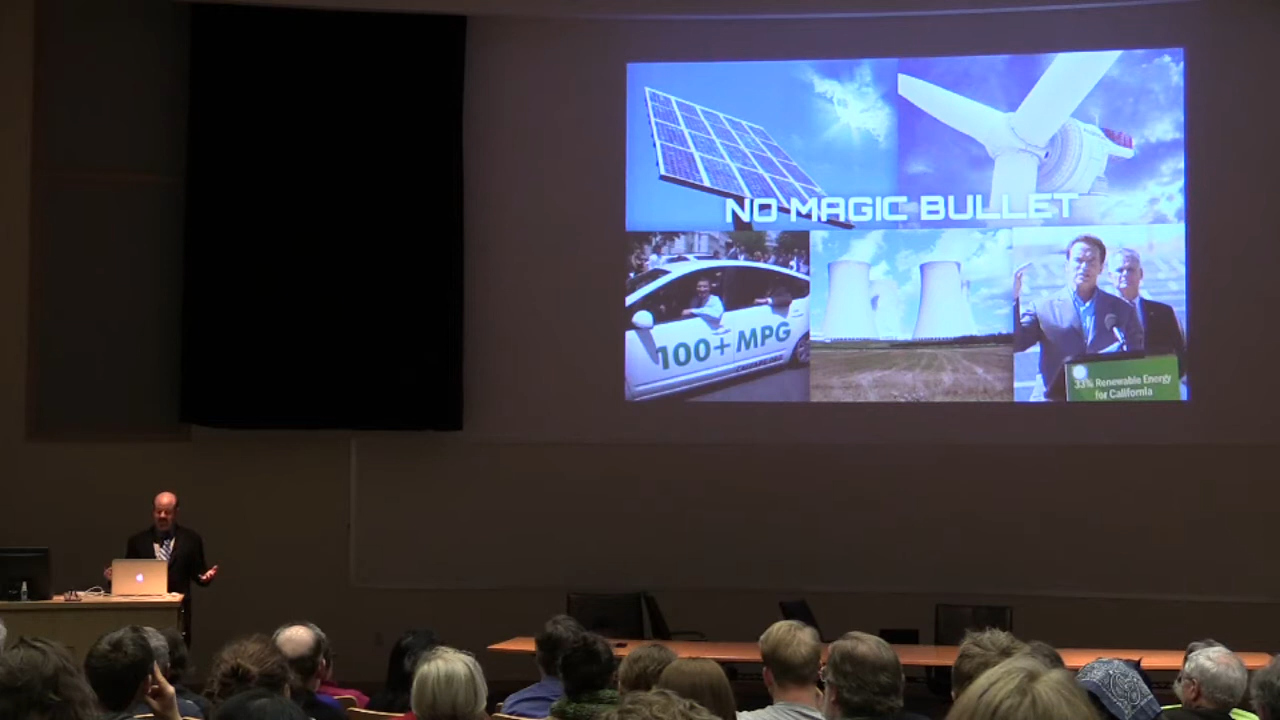 NO MAGIC BULLET
100+ MPG
33% Renewable Energy
for California